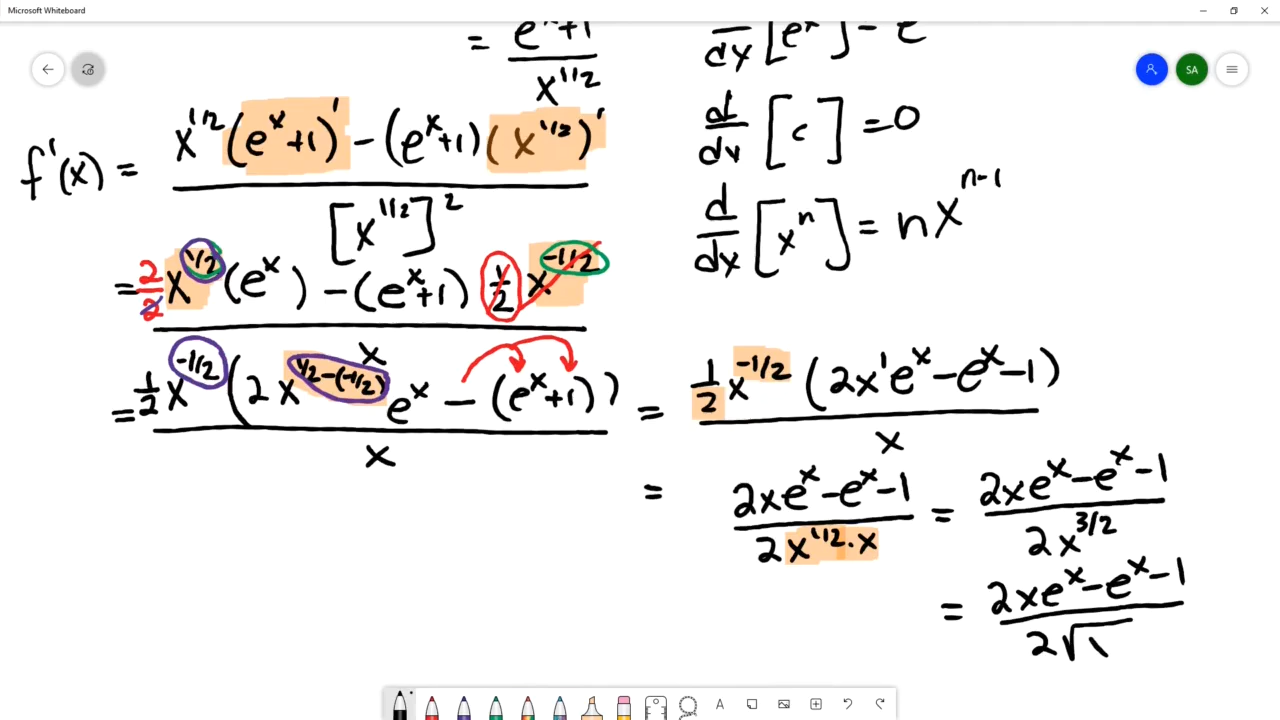 Microsoft Whiteboard
SA
= e^x+1 / x^1/2
d/dx [e^x] = e
d/dx [c] = 0
d/dx [x^n] = nx^n-1
f'(x) = x^1/2 (e^x+1)' - (e^x+1) (x^1/2)' / [x^1/2]^2
= 2/2 x^1/2 (e^x) - (e^x+1) 1/2 x^-1/2 / x
= 1/2 x^-1/2 (2x^1/2-(-1/2) e^x - (e^x+1)) / x
= 1/2 x^-1/2 (2x^1 e^x - e^x - 1) / x
= 2xe^x - e^x - 1 / 2x^1/2 · x
= 2xe^x - e^x - 1 / 2x^3/2
= 2xe^x - e^x - 1 / 2√
A